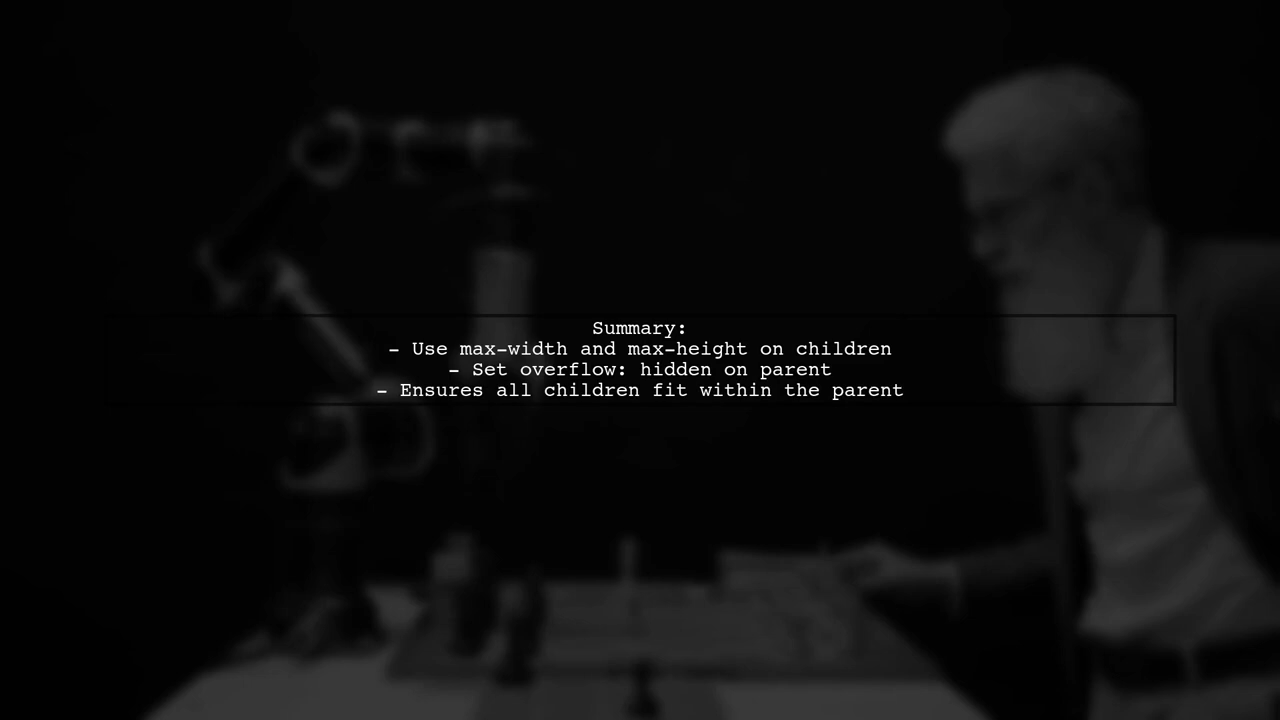 Summary:
- Use max-width and max-height on children
- Set overflow: hidden on parent
- Ensures all children fit within the parent